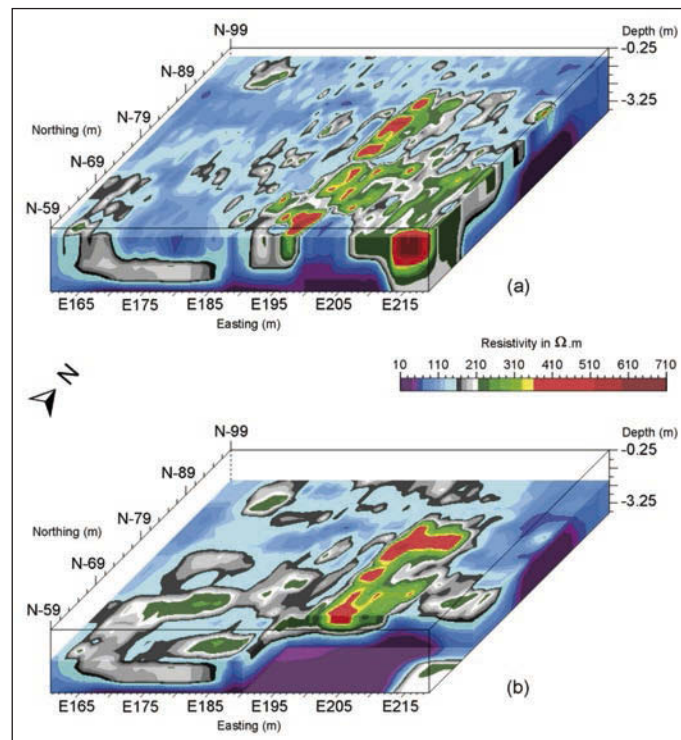 N-99
Depth (m)
-0.25
N-89
-3.25
Northing (m)
N-79
N-69
N-59
E165 E175 E185 E195 E205 E215
Easting (m)
(a)
Resistivity in Ω.m
10 110 210 310 410 510 610 710
N
N-99
Depth (m)
-0.25
N-89
-3.25
Northing (m)
N-79
N-69
N-59
E165 E175 E185 E195 E205 E215
Easting (m)
(b)